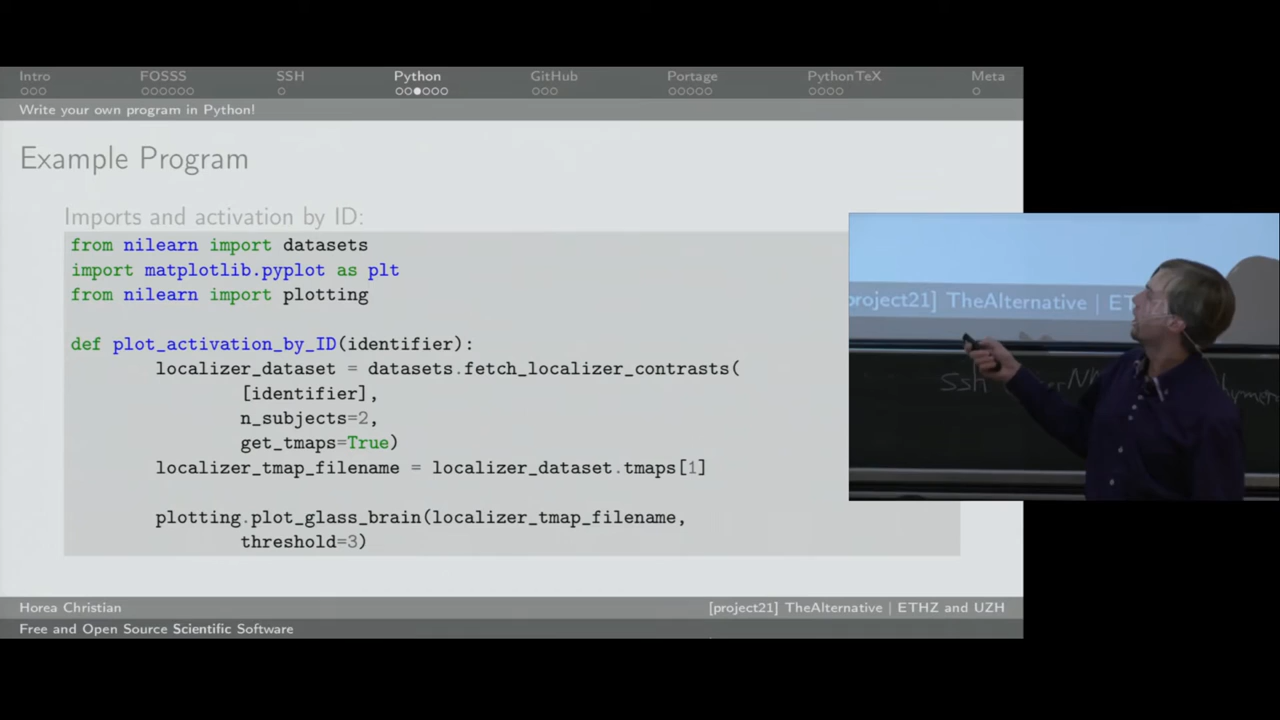 Intro FOSSS SSH Python GitHub Portage PythonTeX Meta
Write your own program in Python!
Example Program
Imports and activation by ID:
from nilearn import datasets
import matplotlib.pyplot as plt
from nilearn import plotting
def plot_activation_by_ID(identifier):
localizer_dataset = datasets.fetch_localizer_contrasts(
[identifier],
n_subjects=2,
get_tmaps=True)
localizer_tmap_filename = localizer_dataset.tmaps[1]
plotting.plot_glass_brain(localizer_tmap_filename,
threshold=3)
project21] TheAlternative | ET
Ssh
Horea Christian [project21] TheAlternative | ETHZ and UZH
Free and Open Source Scientific Software